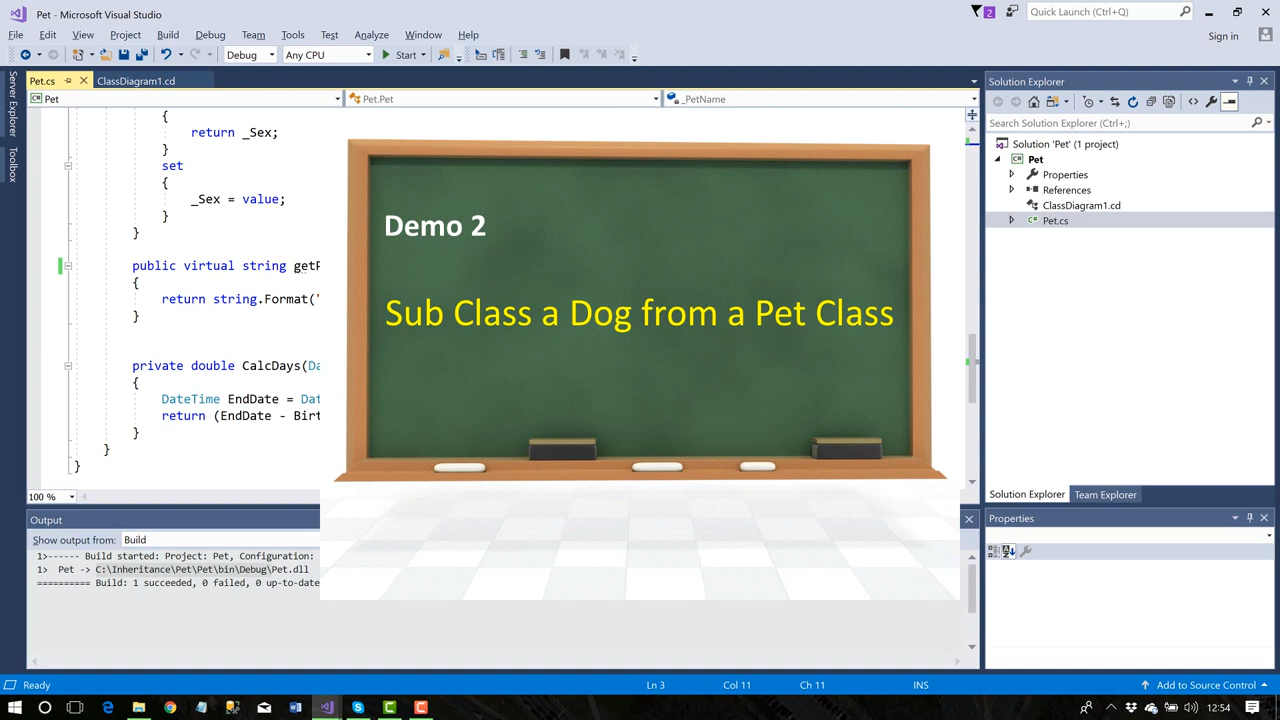 Pet - Microsoft Visual Studio
2
Quick Launch (Ctrl+Q)
File Edit View Project Build Debug Team Tools Test Analyze Window Help
Sign in
Debug Any CPU Start
Server Explorer
Toolbox
Pet.cs ClassDiagram1.cd
Pet Pet.Pet _PetName
{
return _Sex;
}
set
{
_Sex = value;
}
}
public virtual string get
{
return string.Format(
}
private double CalcDays(Da
{
DateTime EndDate = Dat
return (EndDate - Birt
}
}
}
100 %
Demo 2
Sub Class a Dog from a Pet Class
Output
Show output from: Build
1>------ Build started: Project: Pet, Configuration:
1> Pet -> C:\Inheritance\Pet\Pet\bin\Debug\Pet.dll
========== Build: 1 succeeded, 0 failed, 0 up-to-date
Solution Explorer
Search Solution Explorer (Ctrl+;)
Solution 'Pet' (1 project)
Pet
Properties
References
ClassDiagram1.cd
Pet.cs
Solution Explorer Team Explorer
Properties
Ready Ln 3 Col 11 Ch 11 INS Add to Source Control
12:54